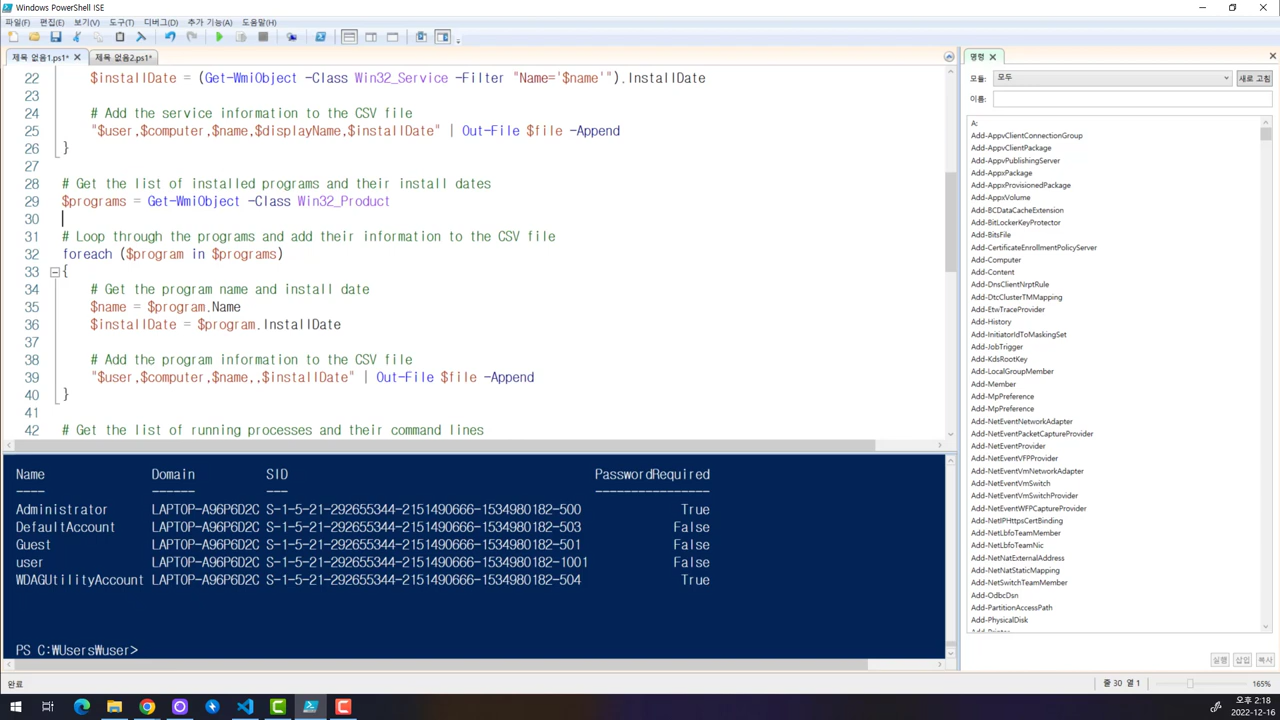 Windows PowerShell ISE
파일(F) 편집(E) 보기(V) 도구(T) 디버그(D) 추가 기능(A) 도움말(H)
제목 없음1.ps1* 제목 없음2.ps1*
22 $installDate = (Get-WmiObject -Class Win32_Service -Filter "Name='$name'").InstallDate
23
24 # Add the service information to the CSV file
25 "$user,$computer,$name,$displayName,$installDate" | Out-File $file -Append
26 }
27
28 # Get the list of installed programs and their install dates
29 $programs = Get-WmiObject -Class Win32_Product
30
31 # Loop through the programs and add their information to the CSV file
32 foreach ($program in $programs)
33 {
34 # Get the program name and install date
35 $name = $program.Name
36 $installDate = $program.InstallDate
37
38 # Add the program information to the CSV file
39 "$user,$computer,$name,,$installDate" | Out-File $file -Append
40 }
41
42 # Get the list of running processes and their command lines
Name Domain SID PasswordRequired
---- ------ --- ----------------
Administrator LAPTOP-A96P6D2C S-1-5-21-292655344-2151490666-1534980182-500 True
DefaultAccount LAPTOP-A96P6D2C S-1-5-21-292655344-2151490666-1534980182-503 False
Guest LAPTOP-A96P6D2C S-1-5-21-292655344-2151490666-1534980182-501 False
user LAPTOP-A96P6D2C S-1-5-21-292655344-2151490666-1534980182-1001 False
WDAGUtilityAccount LAPTOP-A96P6D2C S-1-5-21-292655344-2151490666-1534980182-504 True
PS C:₩Users₩user>
명령
모듈: 모두 새로 고침
이름:
A:
Add-AppvClientConnectionGroup
Add-AppvClientPackage
Add-AppvPublishingServer
Add-AppxPackage
Add-AppxProvisionedPackage
Add-AppxVolume
Add-BCDataCacheExtension
Add-BitLockerKeyProtector
Add-BitsFile
Add-CertificateEnrollmentPolicyServer
Add-Computer
Add-Content
Add-DnsClientNrptRule
Add-DtcClusterTMMapping
Add-EtwTraceProvider
Add-History
Add-InitiatorIdToMaskingSet
Add-JobTrigger
Add-KdsRootKey
Add-LocalGroupMember
Add-Member
Add-MpPreference
Add-MpPreference
Add-NetEventNetworkAdapter
Add-NetEventPacketCaptureProvider
Add-NetEventProvider
Add-NetEventVFPProvider
Add-NetEventVmNetworkAdapter
Add-NetEventVmSwitch
Add-NetEventVmSwitchProvider
Add-NetEventWFPCaptureProvider
Add-NetIPHttpsCertBinding
Add-NetLbfoTeamMember
Add-NetLbfoTeamNic
Add-NetNatExternalAddress
Add-NetNatStaticMapping
Add-NetSwitchTeamMember
Add-OdbcDsn
Add-PartitionAccessPath
Add-PhysicalDisk
Add-Printer
실행 삽입 복사
완료 줄 30 열 1 165%
오후 2:18
2022-12-16